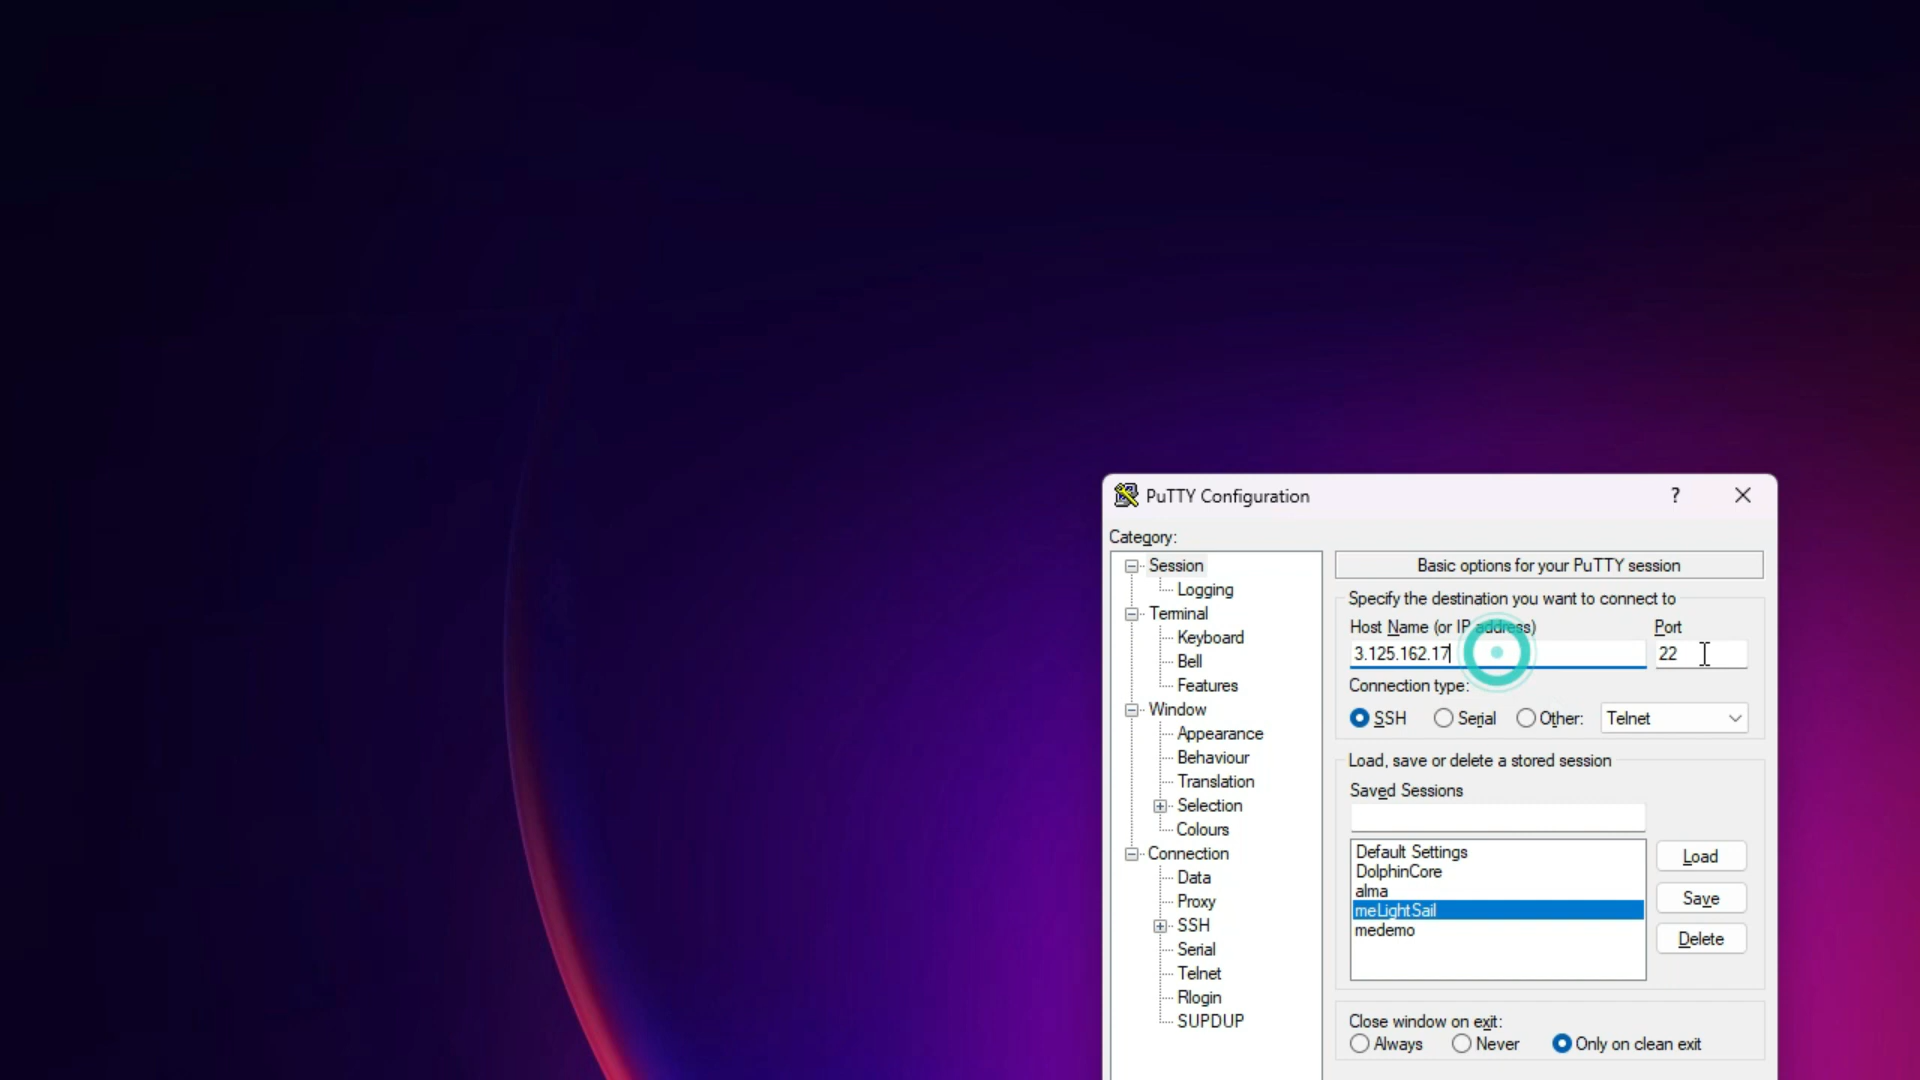 PuTTY Configuration
?
Category:
Session
Logging
Terminal
Keyboard
Bell
Features
Window
Appearance
Behaviour
Translation
Selection
Colours
Connection
Data
Proxy
SSH
Serial
Telnet
Rlogin
SUPDUP
Basic options for your PuTTY session
Specify the destination you want to connect to
Host Name (or IP address) Port
3.125.162.17 22
Connection type:
SSH Serial Other: Telnet
Load, save or delete a stored session
Saved Sessions
Default Settings
DolphinCore
alma
meLightSail
medemo
Load
Save
Delete
Close window on exit:
Always Never Only on clean exit